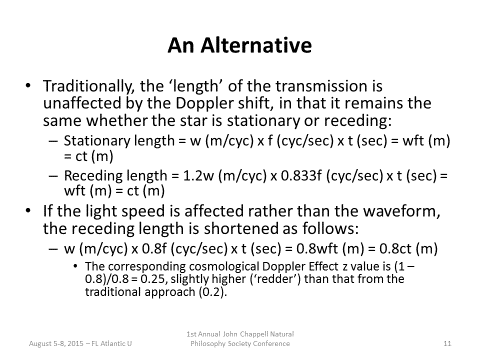 An Alternative
• Traditionally, the ‘length’ of the transmission is
unaffected by the Doppler shift, in that it remains the
same whether the star is stationary or receding:
– Stationary length = w (m/cyc) x f (cyc/sec) x t (sec) = wft (m)
= ct (m)
– Receding length = 1.2w (m/cyc) x 0.833f (cyc/sec) x t (sec) =
wft (m) = ct (m)
• If the light speed is affected rather than the waveform,
the receding length is shortened as follows:
– w (m/cyc) x 0.8f (cyc/sec) x t (sec) = 0.8wft (m) = 0.8ct (m)
• The corresponding cosmological Doppler Effect z value is (1 –
0.8)/0.8 = 0.25, slightly higher (‘redder’) than that from the
traditional approach (0.2).
August 5-8, 2015 – FL Atlantic U
1st Annual John Chappell Natural
Philosophy Society Conference
11